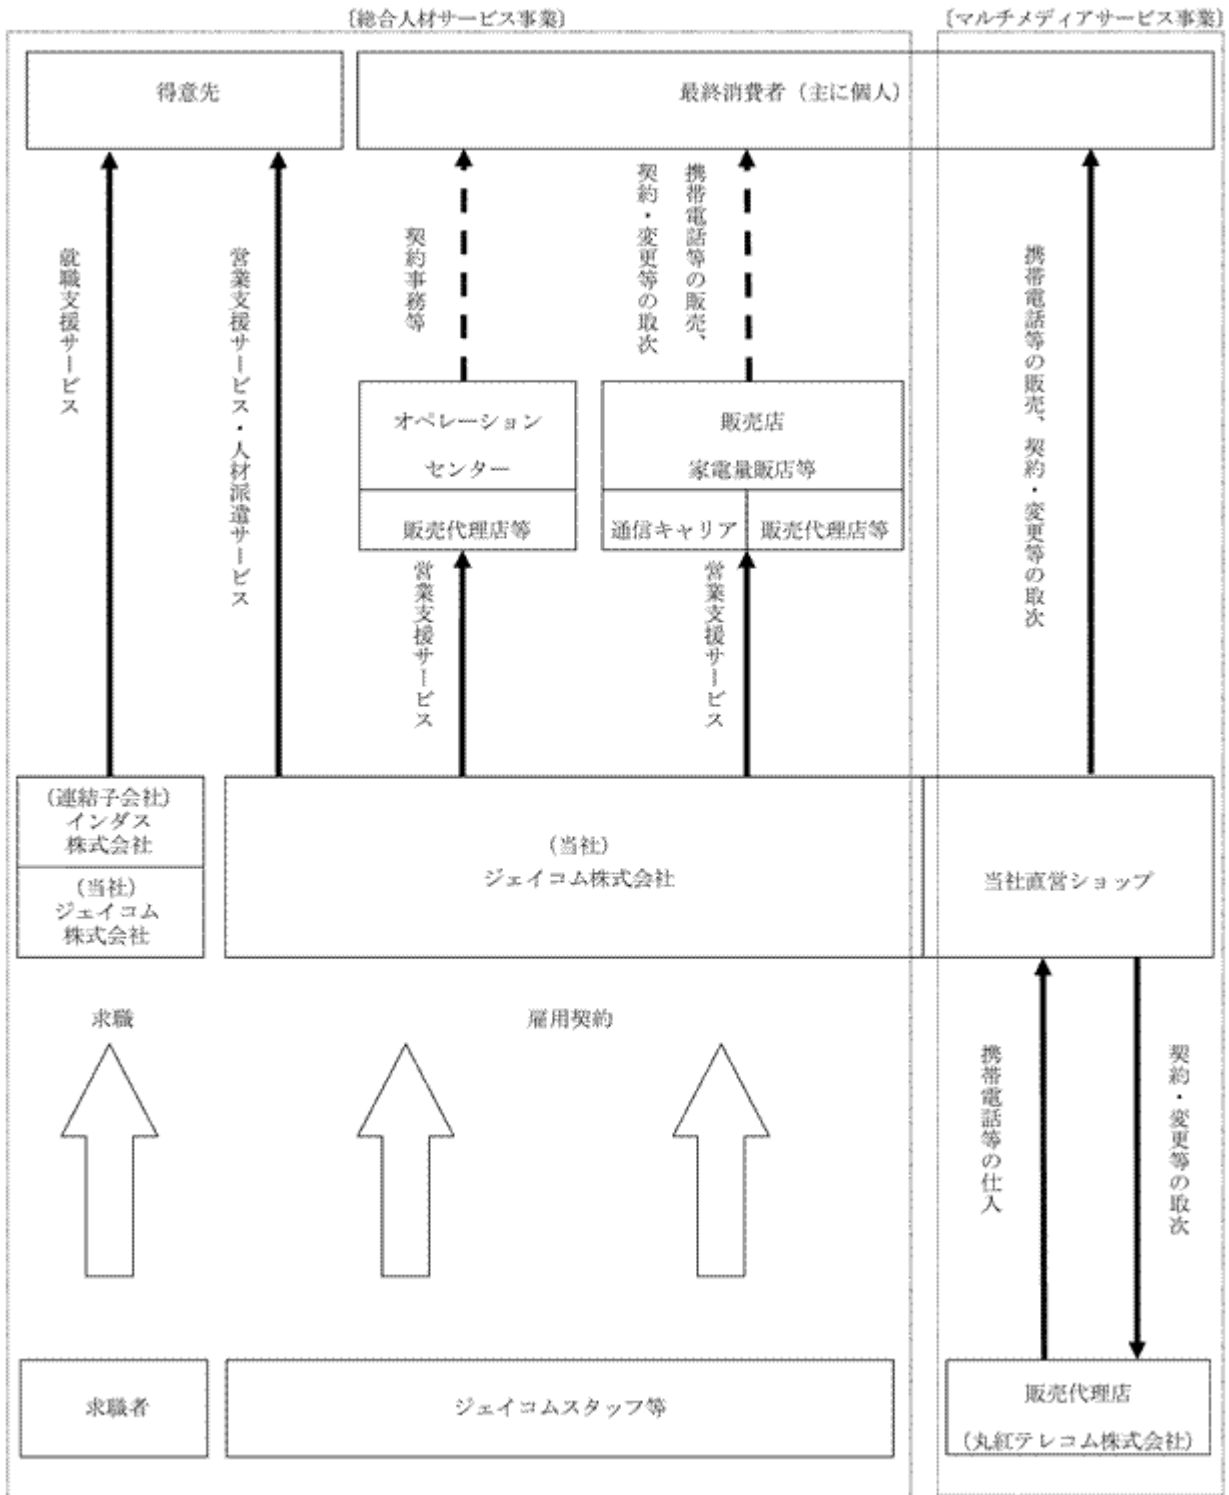 〔総合人材サービス事業〕
〔マルチメディアサービス事業〕
得意先
最終消費者（主に個人）
就職支援サービス
営業支援サービス・人材派遣サービス
契約事務等
携帯電話等の販売、
契約・変更等の取次
携帯電話等の販売、契約・変更等の取次
オペレーション
センター
販売代理店等
販売店
家電量販店等
通信キャリア
販売代理店等
営業支援サービス
営業支援サービス
（連結子会社）
インダス
株式会社
（当社）
ジェイコム
株式会社
（当社）
ジェイコム株式会社
当社直営ショップ
求職
雇用契約
携帯電話等の仕入
契約・変更等の取次
求職者
ジェイコムスタッフ等
販売代理店
（丸紅テレコム株式会社）